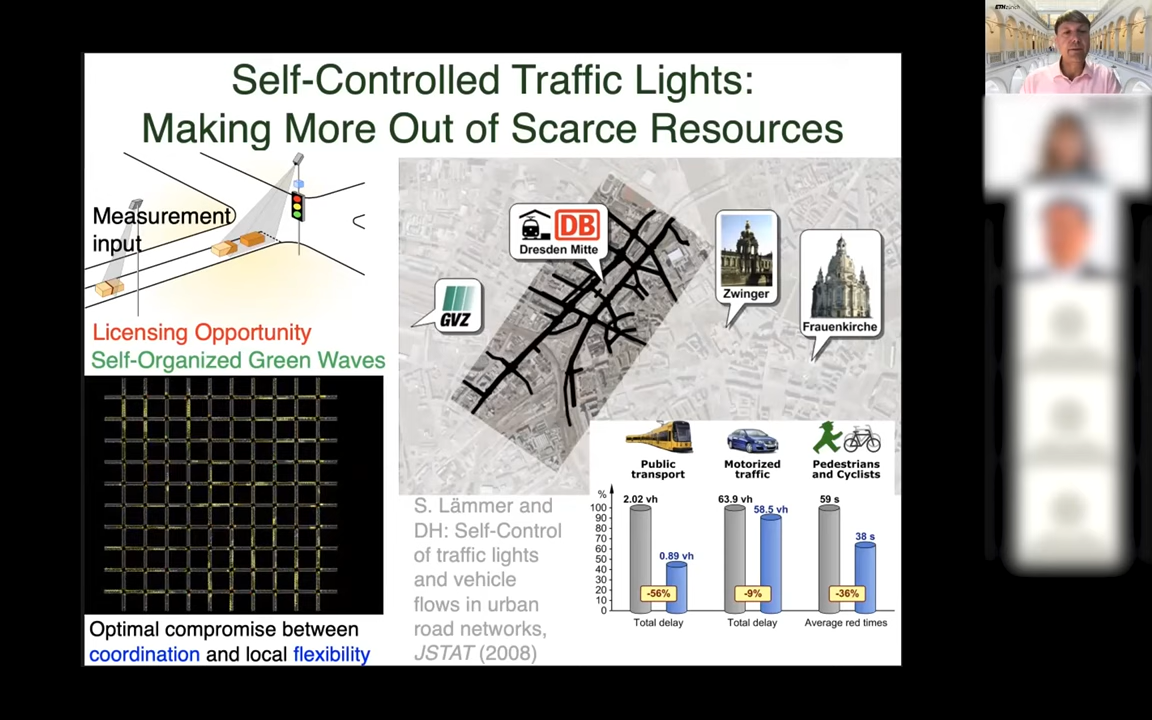 Self-Controlled Traffic Lights:
Making More Out of Scarce Resources
Measurement
input
Licensing Opportunity
Self-Organized Green Waves
Optimal compromise between
coordination and local flexibility
DB
Dresden Mitte
GVZ
Zwinger
Frauenkirche
S. Lämmer and
DH: Self-Control
of traffic lights
and vehicle
flows in urban
road networks,
JSTAT (2008)
Public
transport
Motorized
traffic
Pedestrians
and Cyclists
%
100
90
80
70
60
50
40
30
20
10
0
2.02 vh
0.89 vh
-56%
Total delay
63.9 vh
58.5 vh
-9%
Total delay
59 s
38 s
-36%
Average red times
ETH zürich